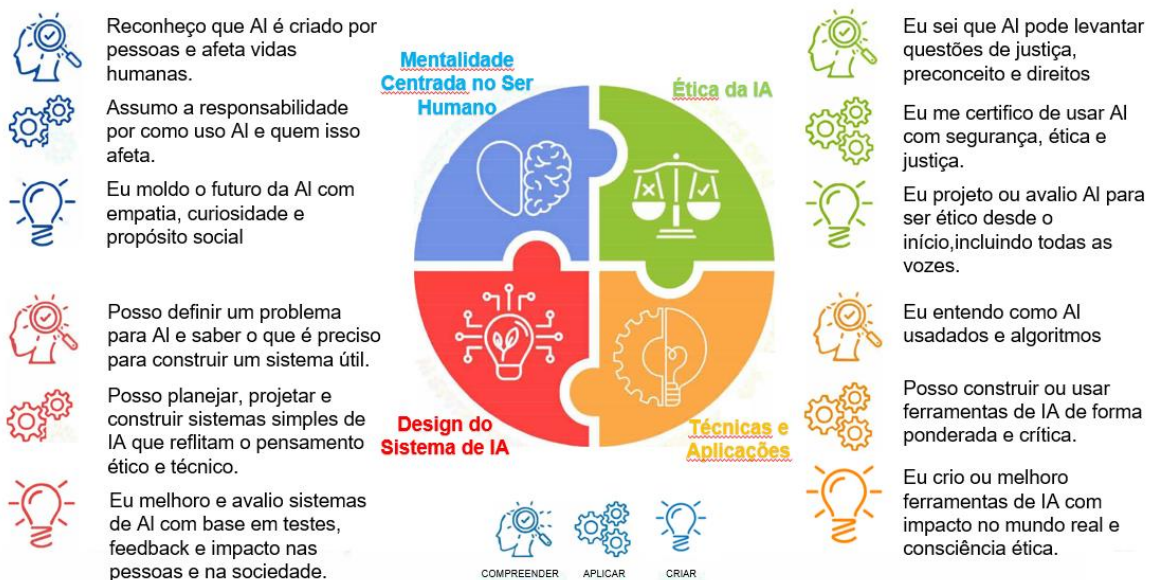 Reconheço que AI é criado por
pessoas e afeta vidas
humanas.
Assumo a responsabilidade
por como uso AI e quem isso
afeta.
Eu moldo o futuro da AI com
empatia, curiosidade e
propósito social
Mentalidade
Centrada no Ser
Humano
Ética da IA
Eu sei que AI pode levantar
questões de justiça,
preconceito e direitos
Eu me certifico de usar AI
com segurança, ética e
justiça.
Eu projeto ou avalio AI para
ser ético desde o
início,incluindo todas as
vozes.
Posso definir um problema
para AI e saber o que é preciso
para construir um sistema útil.
Posso planejar, projetar e
construir sistemas simples de
IA que reflitam o pensamento
ético e técnico.
Eu melhoro e avalio sistemas
de AI com base em testes,
feedback e impacto nas
pessoas e na sociedade.
Design do
Sistema de IA
Técnicas e
Aplicações
Eu entendo como AI
usadados e algoritmos
Posso construir ou usar
ferramentas de IA de forma
ponderada e crítica.
Eu crio ou melhoro
ferramentas de IA com
impacto no mundo real e
consciência ética.
COMPREENDER
APLICAR
CRIAR